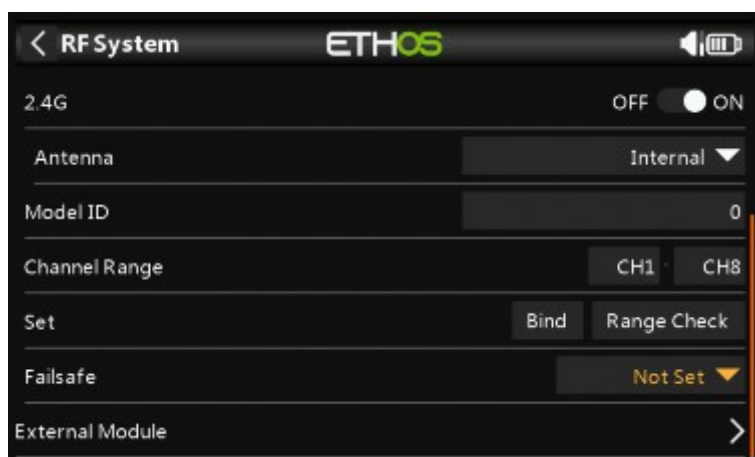 RF System ETHOS
2.4G OFF ON
Antenna Internal
Model ID 0
Channel Range CH1 - CH8
Set Bind Range Check
Failsafe Not Set
External Module